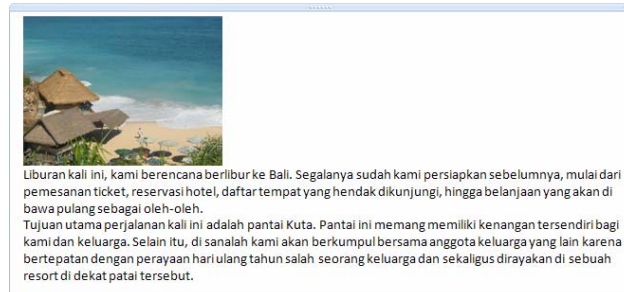 Liburan kali ini, kami berencana berlibur ke Bali. Segalanya sudah kami persiapkan sebelumnya, mulai dari
pemesanan ticket, reservasi hotel, daftar tempat yang hendak dikunjungi, hingga belanjaan yang akan di
bawa pulang sebagai oleh-oleh.
Tujuan utama perjalanan kali ini adalah pantai Kuta. Pantai ini memang memiliki kenangan tersendiri bagi
kami dan keluarga. Selain itu, di sanalah kami akan berkumpul bersama anggota keluarga yang lain karena
bertepatan dengan perayaan hari ulang tahun salah seorang keluarga dan sekaligus dirayakan di sebuah
resort di dekat patai tersebut.